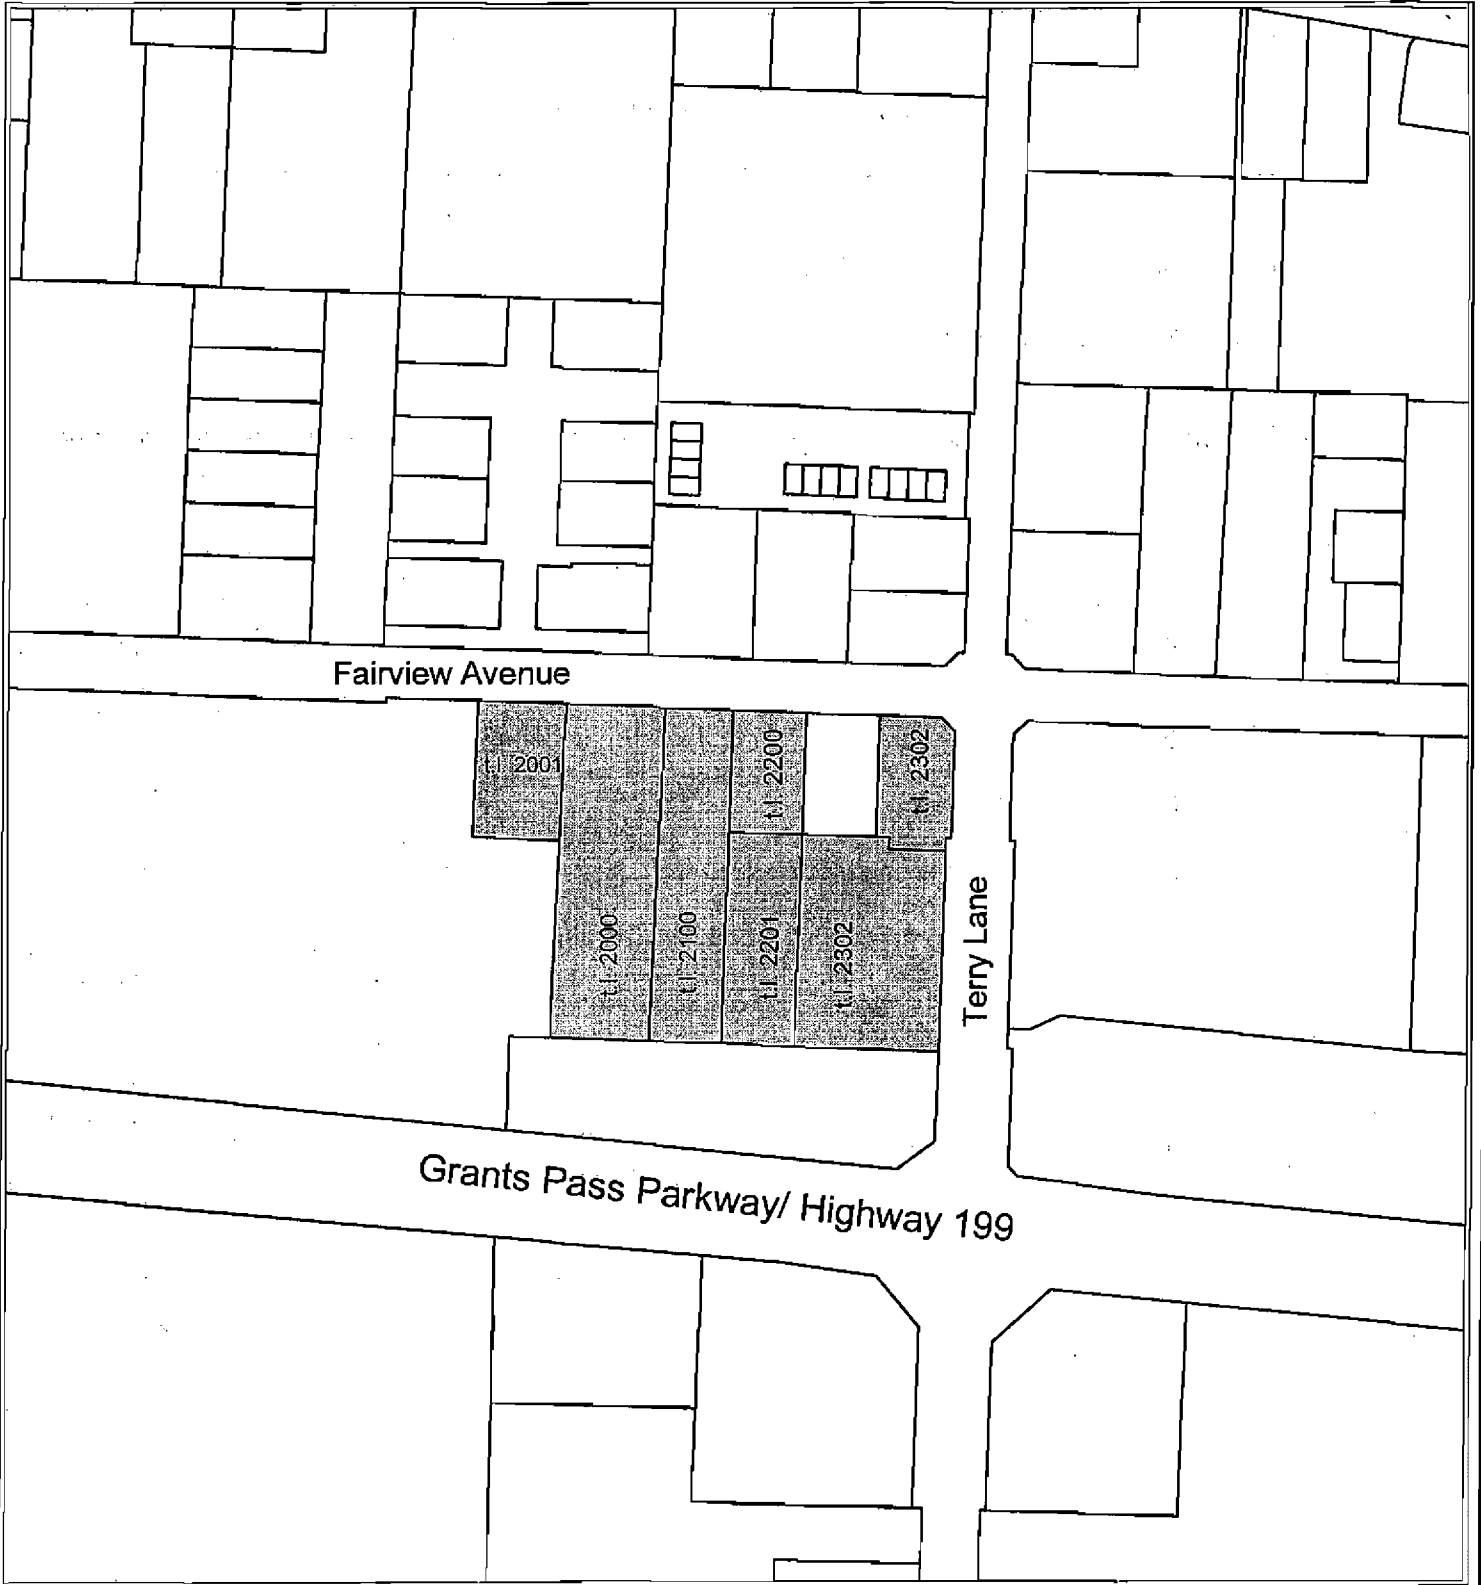 Fairview Avenue
t.l. 2001
t.l. 2200
t.l. 2302
t.l. 2000
t.l. 2100
t.l. 2201
t.l. 2302
Terry Lane
Grants Pass Parkway/ Highway 199